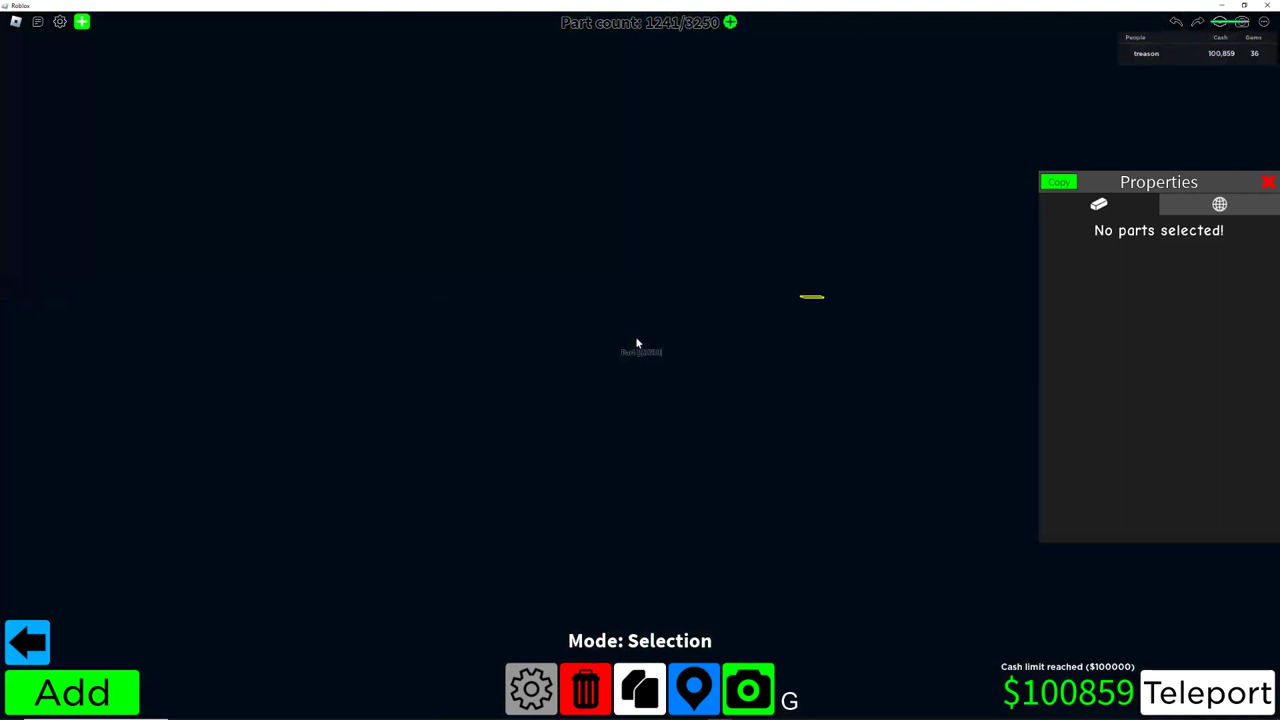 Roblox
Part count: 1241/3250
People Cash Gems
treason 100,859 36
Copy Properties
No parts selected!
Mode: Selection
Add
G
Cash limit reached ($100000)
$100859
Teleport